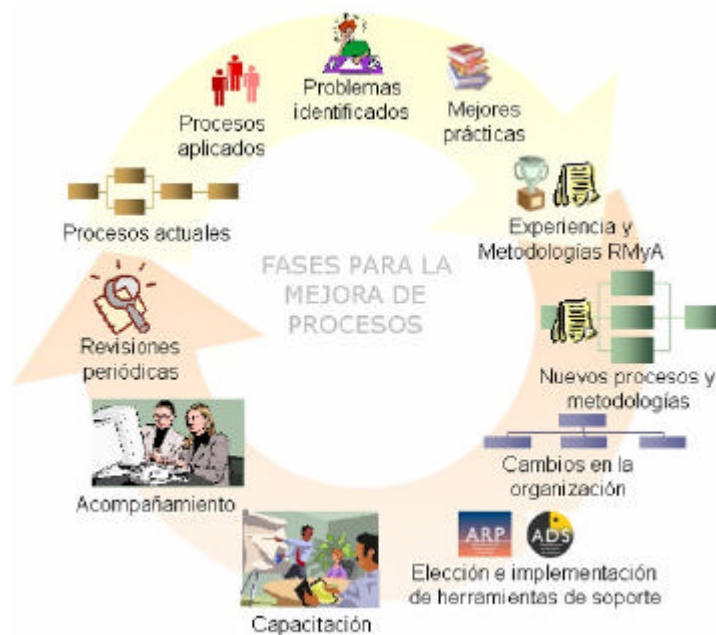 Problemas
identificados
Mejores
prácticas
Procesos
aplicados
Procesos actuales
Experiencia y
Metodologías RMyA
FASES PARA LA
MEJORA DE
PROCESOS
Nuevos procesos y
metodologías
Revisiones
periódicas
Cambios en la
organización
Acompañamiento
ARP
ADS
Elección e implementación
de herramientas de soporte
Capacitación